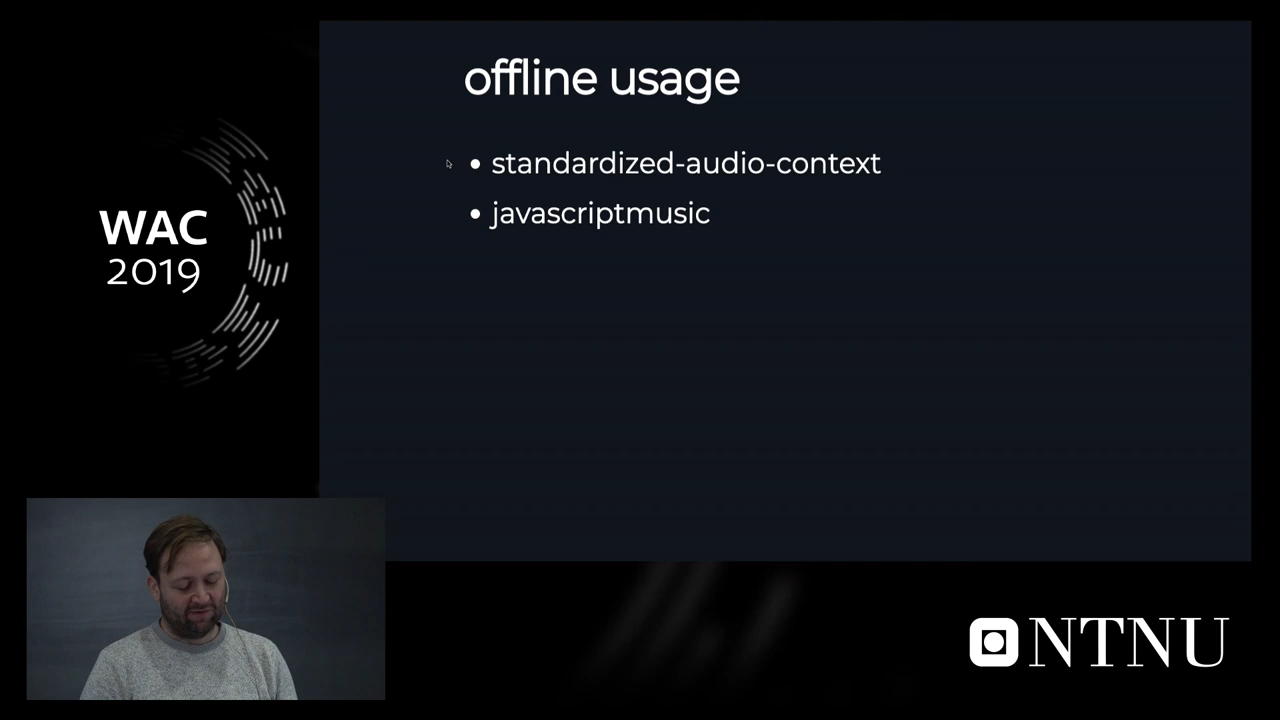 offline usage
standardized-audio-context
javascriptmusic
WAC
2019
NTNU